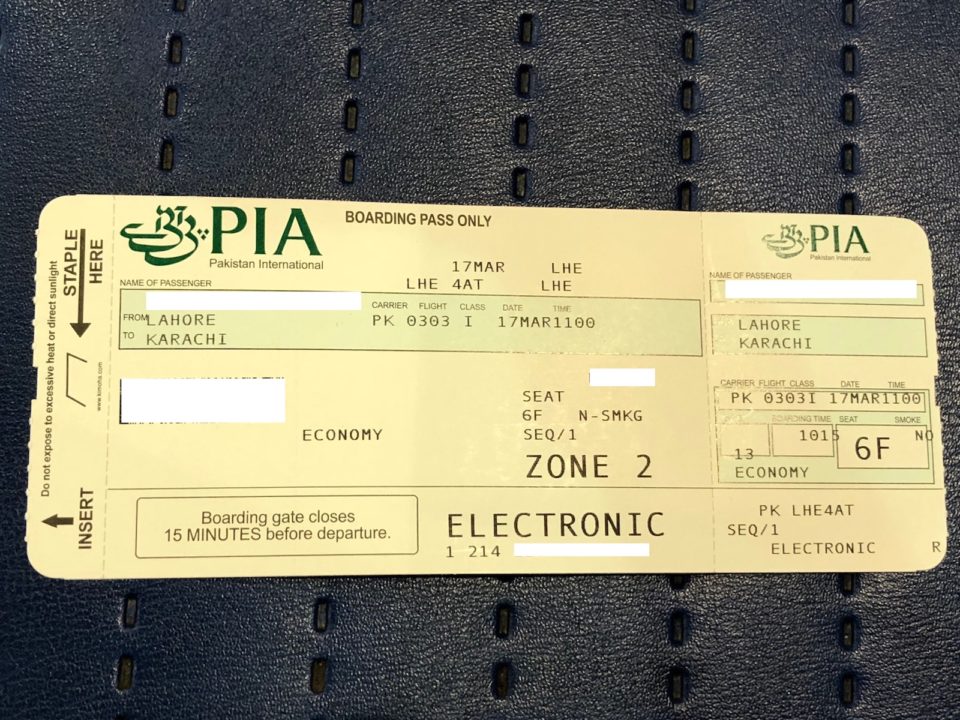 Do not expose to excessive heat or direct sunlight
STAPLE
HERE
www.tomoha.com
INSERT
PIA
Pakistan International
BOARDING PASS ONLY
17MAR LHE
LHE 4AT LHE
NAME OF PASSENGER
CARRIER FLIGHT CLASS DATE TIME
FROM LAHORE
PK 0303 I 17MAR1100
TO KARACHI
SEAT
6F N-SMKG
SEQ/1
ECONOMY
ZONE 2
Boarding gate closes
15 MINUTES before departure.
ELECTRONIC
1 214
PIA
Pakistan International
NAME OF PASSENGER
LAHORE
KARACHI
CARRIER FLIGHT CLASS DATE TIME
PK 0303I 17MAR1100
BOARDING TIME SEAT SMOKE
1015 NO
6F
13
ECONOMY
PK LHE4AT
SEQ/1
ELECTRONIC R